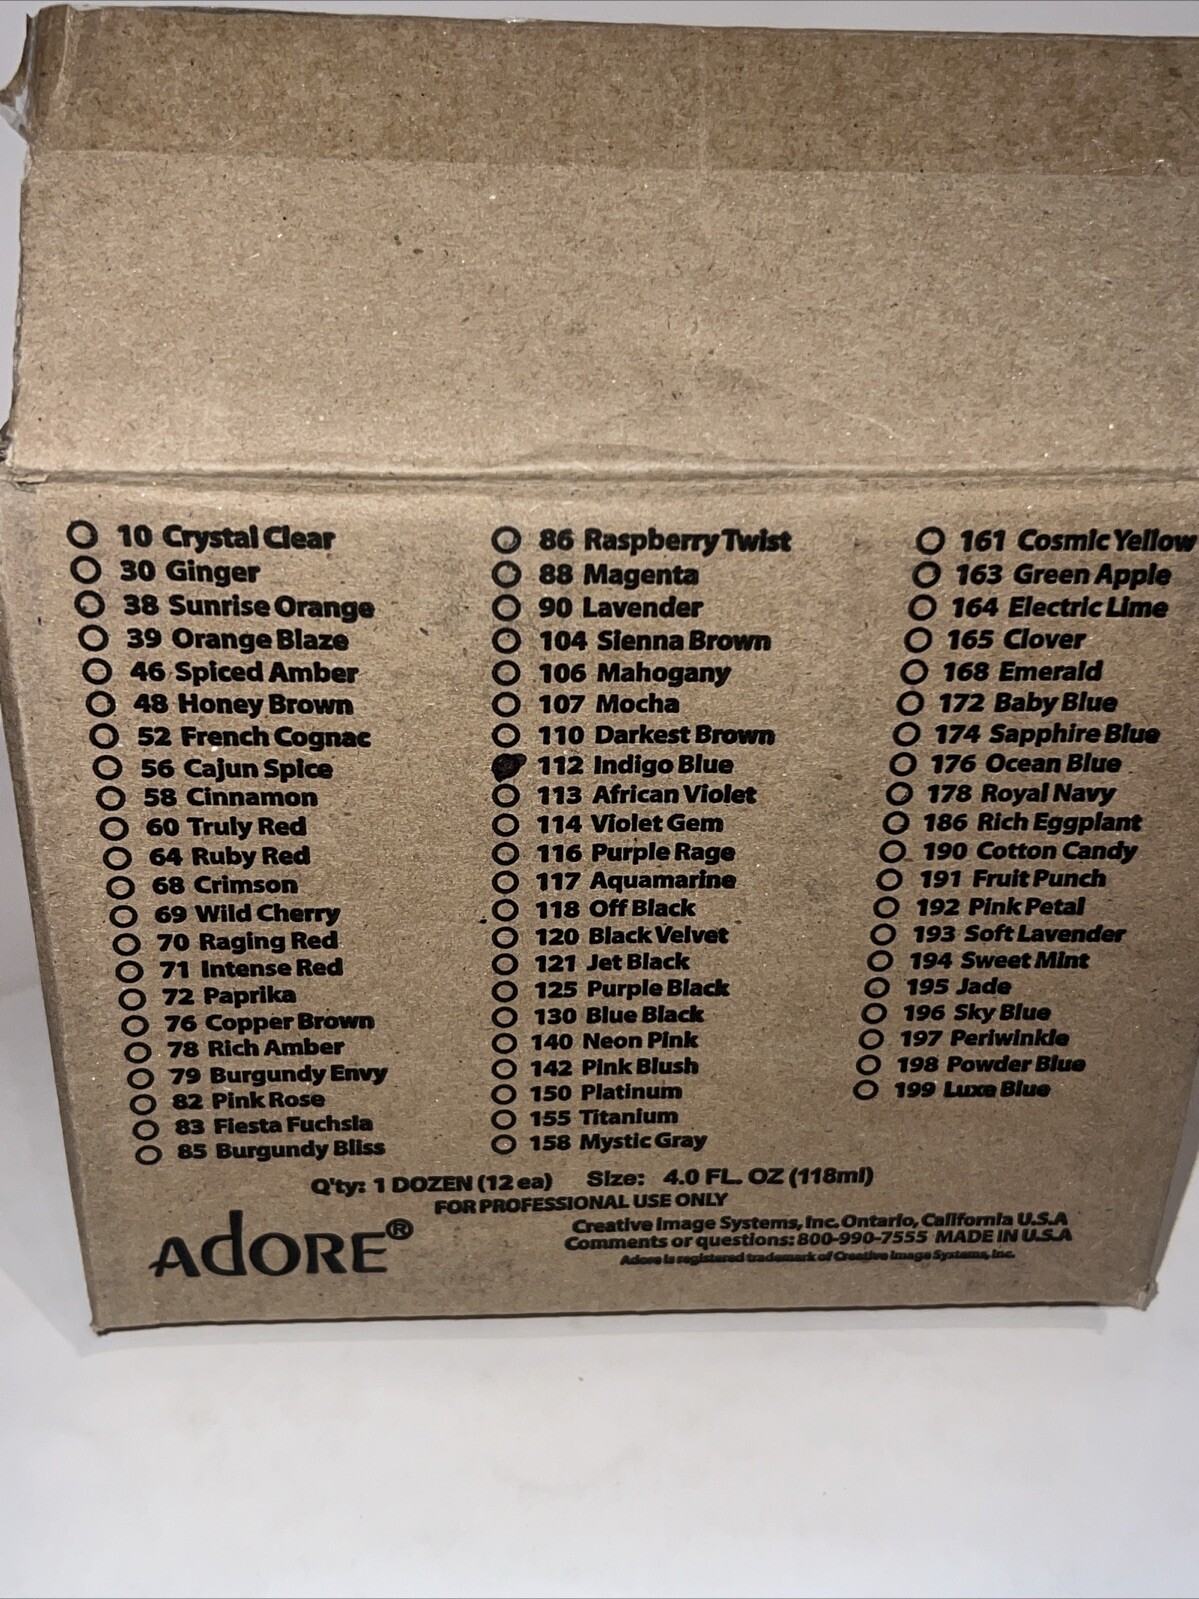 10 Crystal Clear
30 Ginger
38 Sunrise Orange
39 Orange Blaze
46 Spiced Amber
48 Honey Brown
52 French Cognac
56 Cajun Spice
58 Cinnamon
60 Truly Red
64 Ruby Red
68 Crimson
69 Wild Cherry
70 Raging Red
71 Intense Red
72 Paprika
76 Copper Brown
78 Rich Amber
79 Burgundy Envy
82 Pink Rose
83 Fiesta Fuchsia
85 Burgundy Bliss
86 Raspberry Twist
88 Magenta
90 Lavender
104 Sienna Brown
106 Mahogany
107 Mocha
110 Darkest Brown
112 Indigo Blue
113 African Violet
114 Violet Gem
116 Purple Rage
117 Aquamarine
118 Off Black
120 Black Velvet
121 Jet Black
125 Purple Black
130 Blue Black
140 Neon Pink
142 Pink Blush
150 Platinum
155 Titanium
158 Mystic Gray
161 Cosmic Yellow
163 Green Apple
164 Electric Lime
165 Clover
168 Emerald
172 Baby Blue
174 Sapphire Blue
176 Ocean Blue
178 Royal Navy
186 Rich Eggplant
190 Cotton Candy
191 Fruit Punch
192 Pink Petal
193 Soft Lavender
194 Sweet Mint
195 Jade
196 Sky Blue
197 Periwinkle
198 Powder Blue
199 Luxe Blue
Q'ty: 1 DOZEN (12 ea) Size: 4.0 FL. OZ (118ml)
FOR PROFESSIONAL USE ONLY
ADORE®
Creative Image Systems, Inc. Ontario, California U.S.A
Comments or questions: 800-990-7555 MADE IN U.S.A
Adore is registered trademark of Creative Image Systems, Inc.